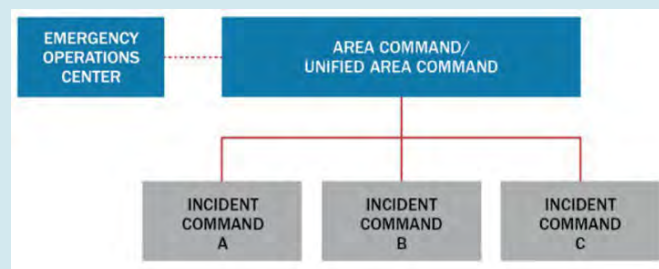 EMERGENCY
OPERATIONS
CENTER
AREA COMMAND/
UNIFIED AREA COMMAND
INCIDENT
COMMAND
A
INCIDENT
COMMAND
B
INCIDENT
COMMAND
C